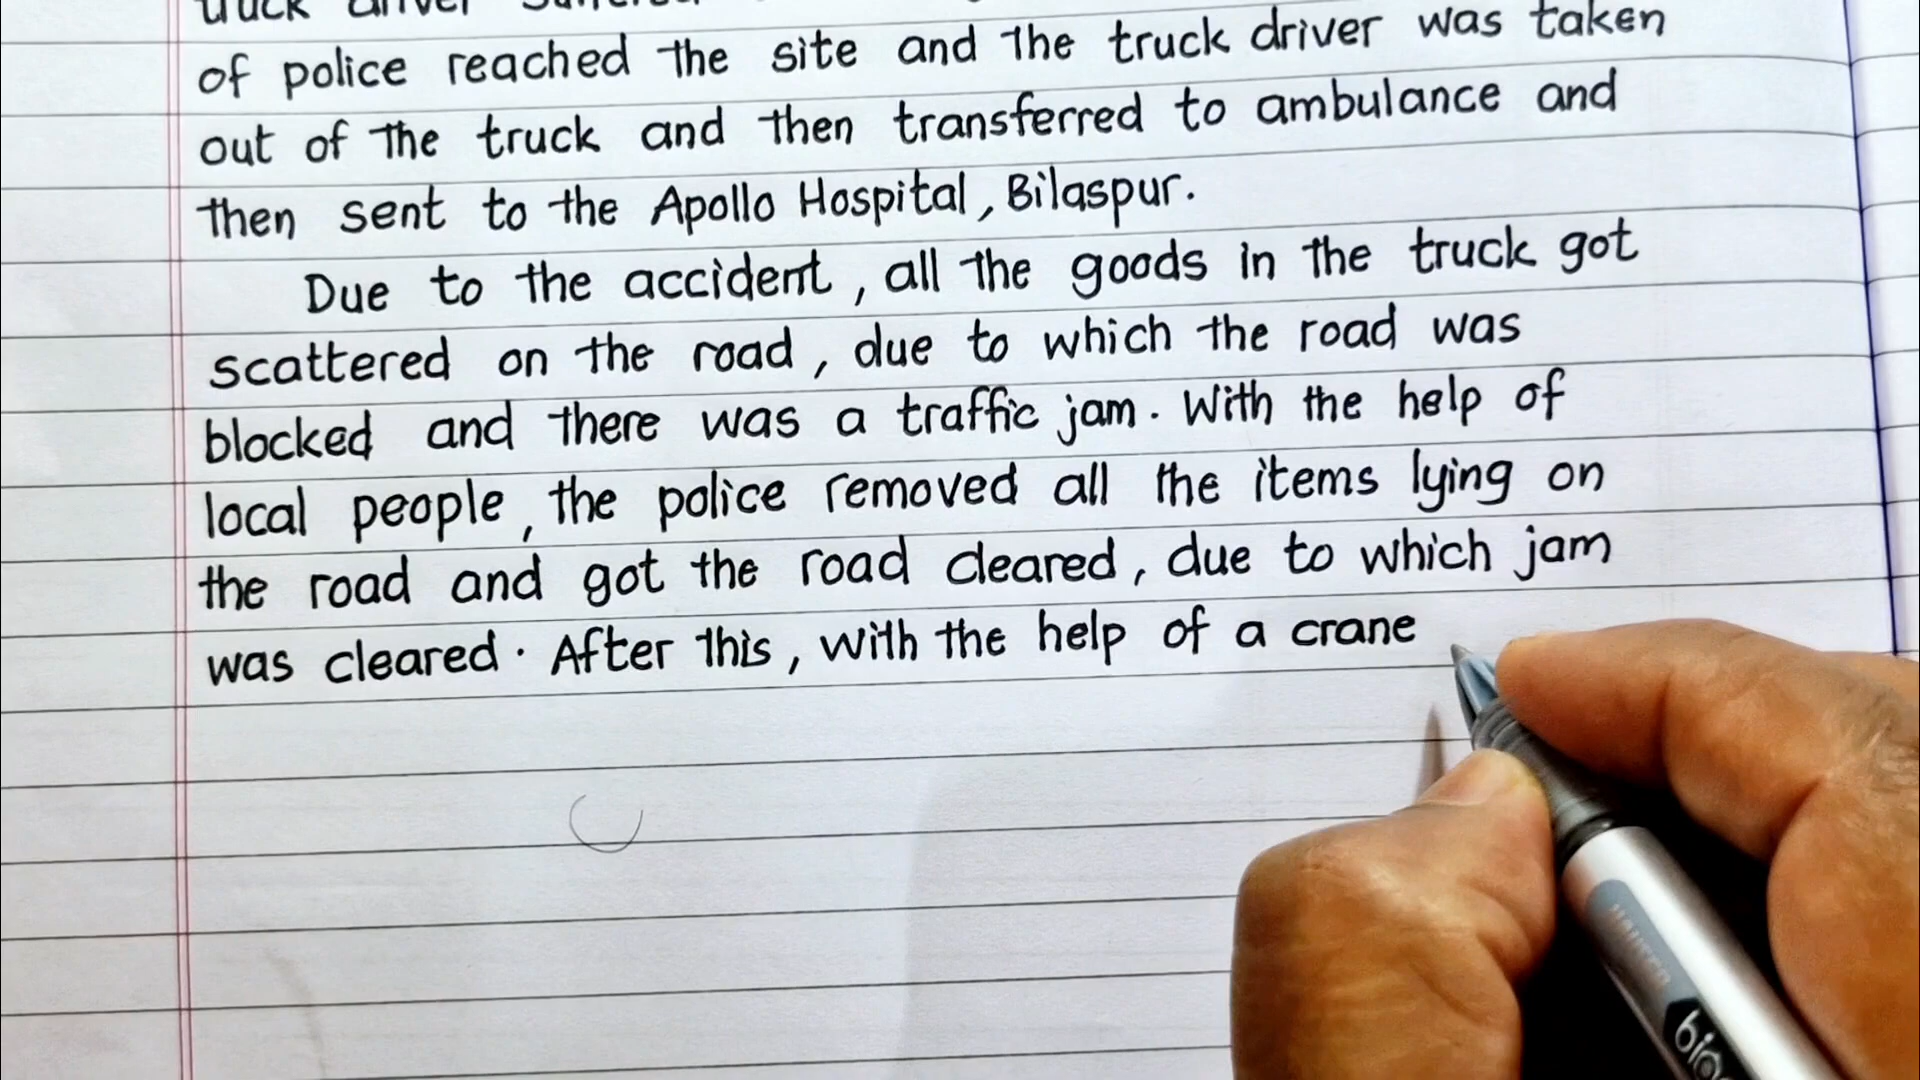 truck driver suffered
of police reached the site and the truck driver was taken
out of the truck and then transferred to ambulance and
then sent to the Apollo Hospital, Bilaspur.
Due to the accident, all the goods in the truck got
scattered on the road, due to which the road was
blocked and there was a traffic jam. With the help of
local people, the police removed all the items lying on
the road and got the road cleared, due to which jam
was cleared. After this, with the help of a crane